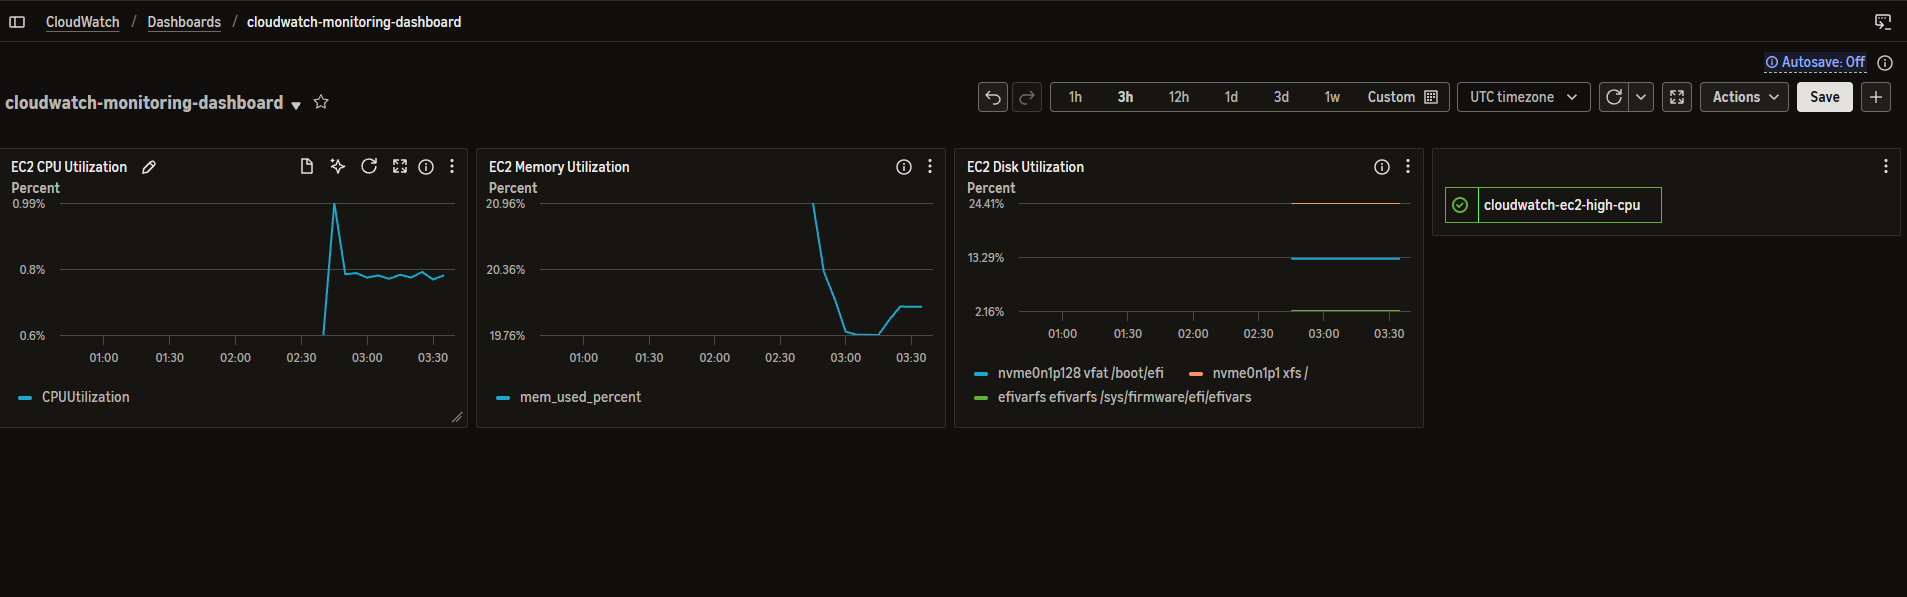 CloudWatch / Dashboards / cloudwatch-monitoring-dashboard
Autosave: Off
cloudwatch-monitoring-dashboard
1h 3h 12h 1d 3d 1w Custom
UTC timezone
Actions
Save
EC2 CPU Utilization
Percent
0.99%
0.8%
0.6%
01:00 01:30 02:00 02:30 03:00 03:30
CPUUtilization
EC2 Memory Utilization
Percent
20.96%
20.36%
19.76%
01:00 01:30 02:00 02:30 03:00 03:30
mem_used_percent
EC2 Disk Utilization
Percent
24.41%
13.29%
2.16%
01:00 01:30 02:00 02:30 03:00 03:30
nvme0n1p128 vfat /boot/efi nvme0n1p1 xfs /
efivarfs efivarfs /sys/firmware/efi/efivars
cloudwatch-ec2-high-cpu